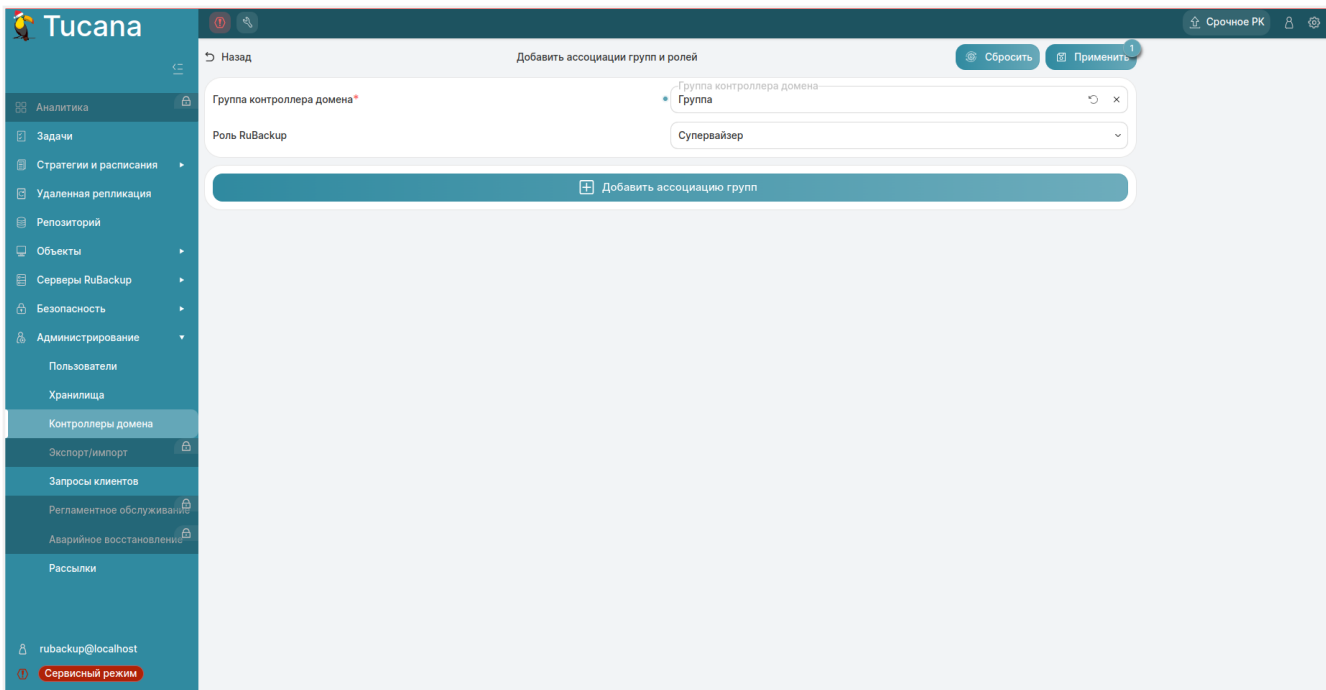 Tucana
Срочное РК
Назад
Добавить ассоциации групп и ролей
Сбросить
Применить
1
Аналитика
Задачи
Стратегии и расписания
Удаленная репликация
Репозиторий
Объекты
Серверы RuBackup
Безопасность
Администрирование
Пользователи
Хранилища
Контроллеры домена
Экспорт/импорт
Запросы клиентов
Регламентное обслуживание
Аварийное восстановление
Рассылки
rubackup@localhost
Сервисный режим
Группа контроллера домена*
Группа контроллера домена
Группа
Роль RuBackup
Супервайзер
Добавить ассоциацию групп